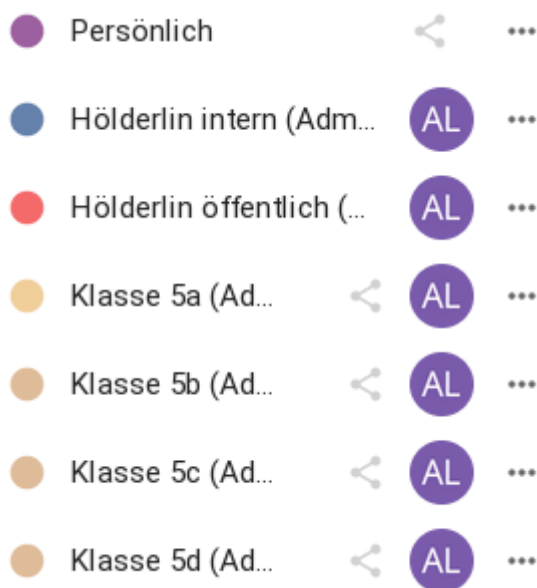 Persönlich
Hölderlin intern (Adm... AL
Hölderlin öffentlich (... AL
Klasse 5a (Ad... AL
Klasse 5b (Ad... AL
Klasse 5c (Ad... AL
Klasse 5d (Ad... AL